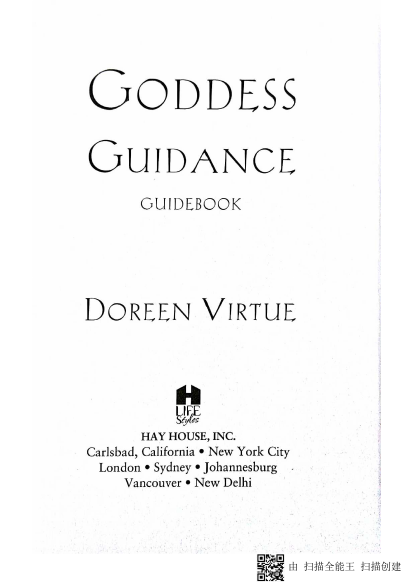 GODDESS
GUIDANCE
GUIDEBOOK
DOREEN VIRTUE
H
LIFE
Styles
HAY HOUSE, INC.
Carlsbad, California • New York City
London • Sydney • Johannesburg
Vancouver • New Delhi
由 扫描全能王 扫描创建